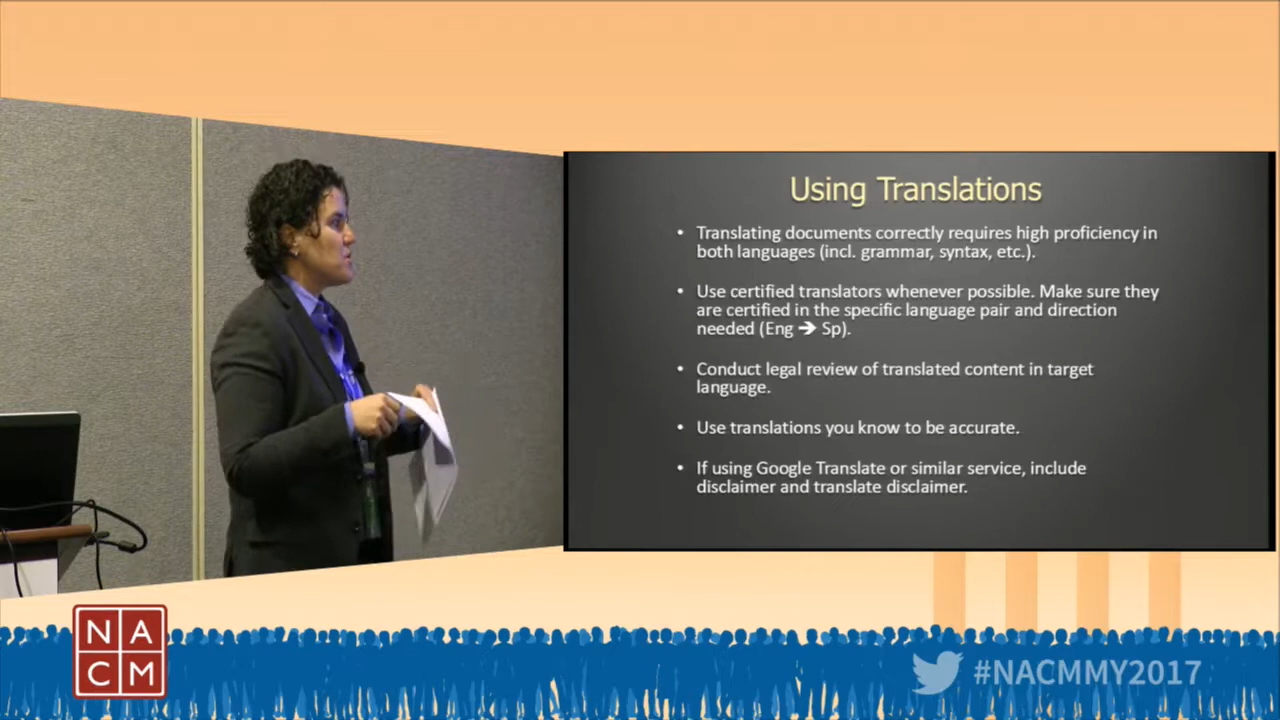 Using Translations
• Translating documents correctly requires high proficiency in
both languages (incl. grammar, syntax, etc.).
• Use certified translators whenever possible. Make sure they
are certified in the specific language pair and direction
needed (Eng ➔ Sp).
• Conduct legal review of translated content in target
language.
• Use translations you know to be accurate.
• If using Google Translate or similar service, include
disclaimer and translate disclaimer.
N A
C M
#NACMMY2017